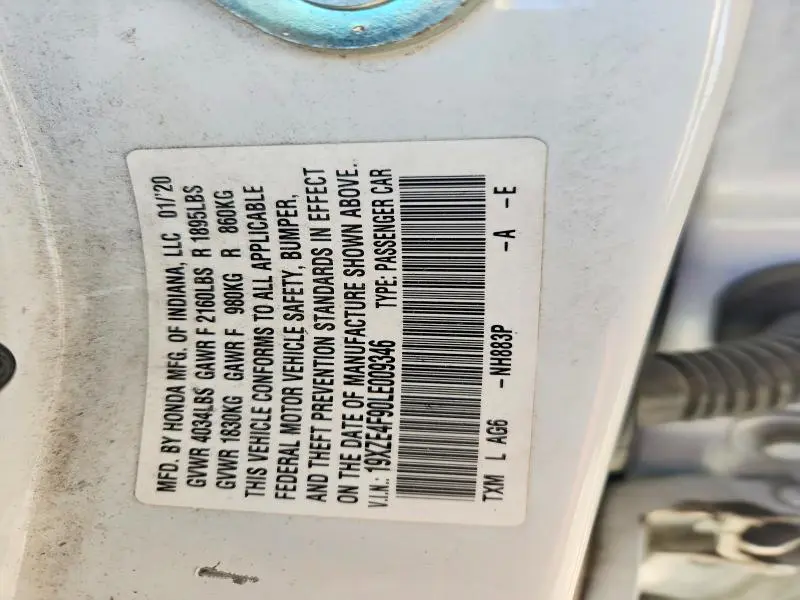 MFD. BY HONDA MFG. OF INDIANA, LLC 01/'20
GVWR 4034LBS GAWR F 2160LBS R 1895LBS
GVWR 1830KG GAWR F 980KG R 860KG
THIS VEHICLE CONFORMS TO ALL APPLICABLE
FEDERAL MOTOR VEHICLE SAFETY, BUMPER,
AND THEFT PREVENTION STANDARDS IN EFFECT
ON THE DATE OF MANUFACTURE SHOWN ABOVE.
V.I.N.: 19XZE4F90LE009346 TYPE: PASSENGER CAR
TXM L AG6 -NH883P -A -E